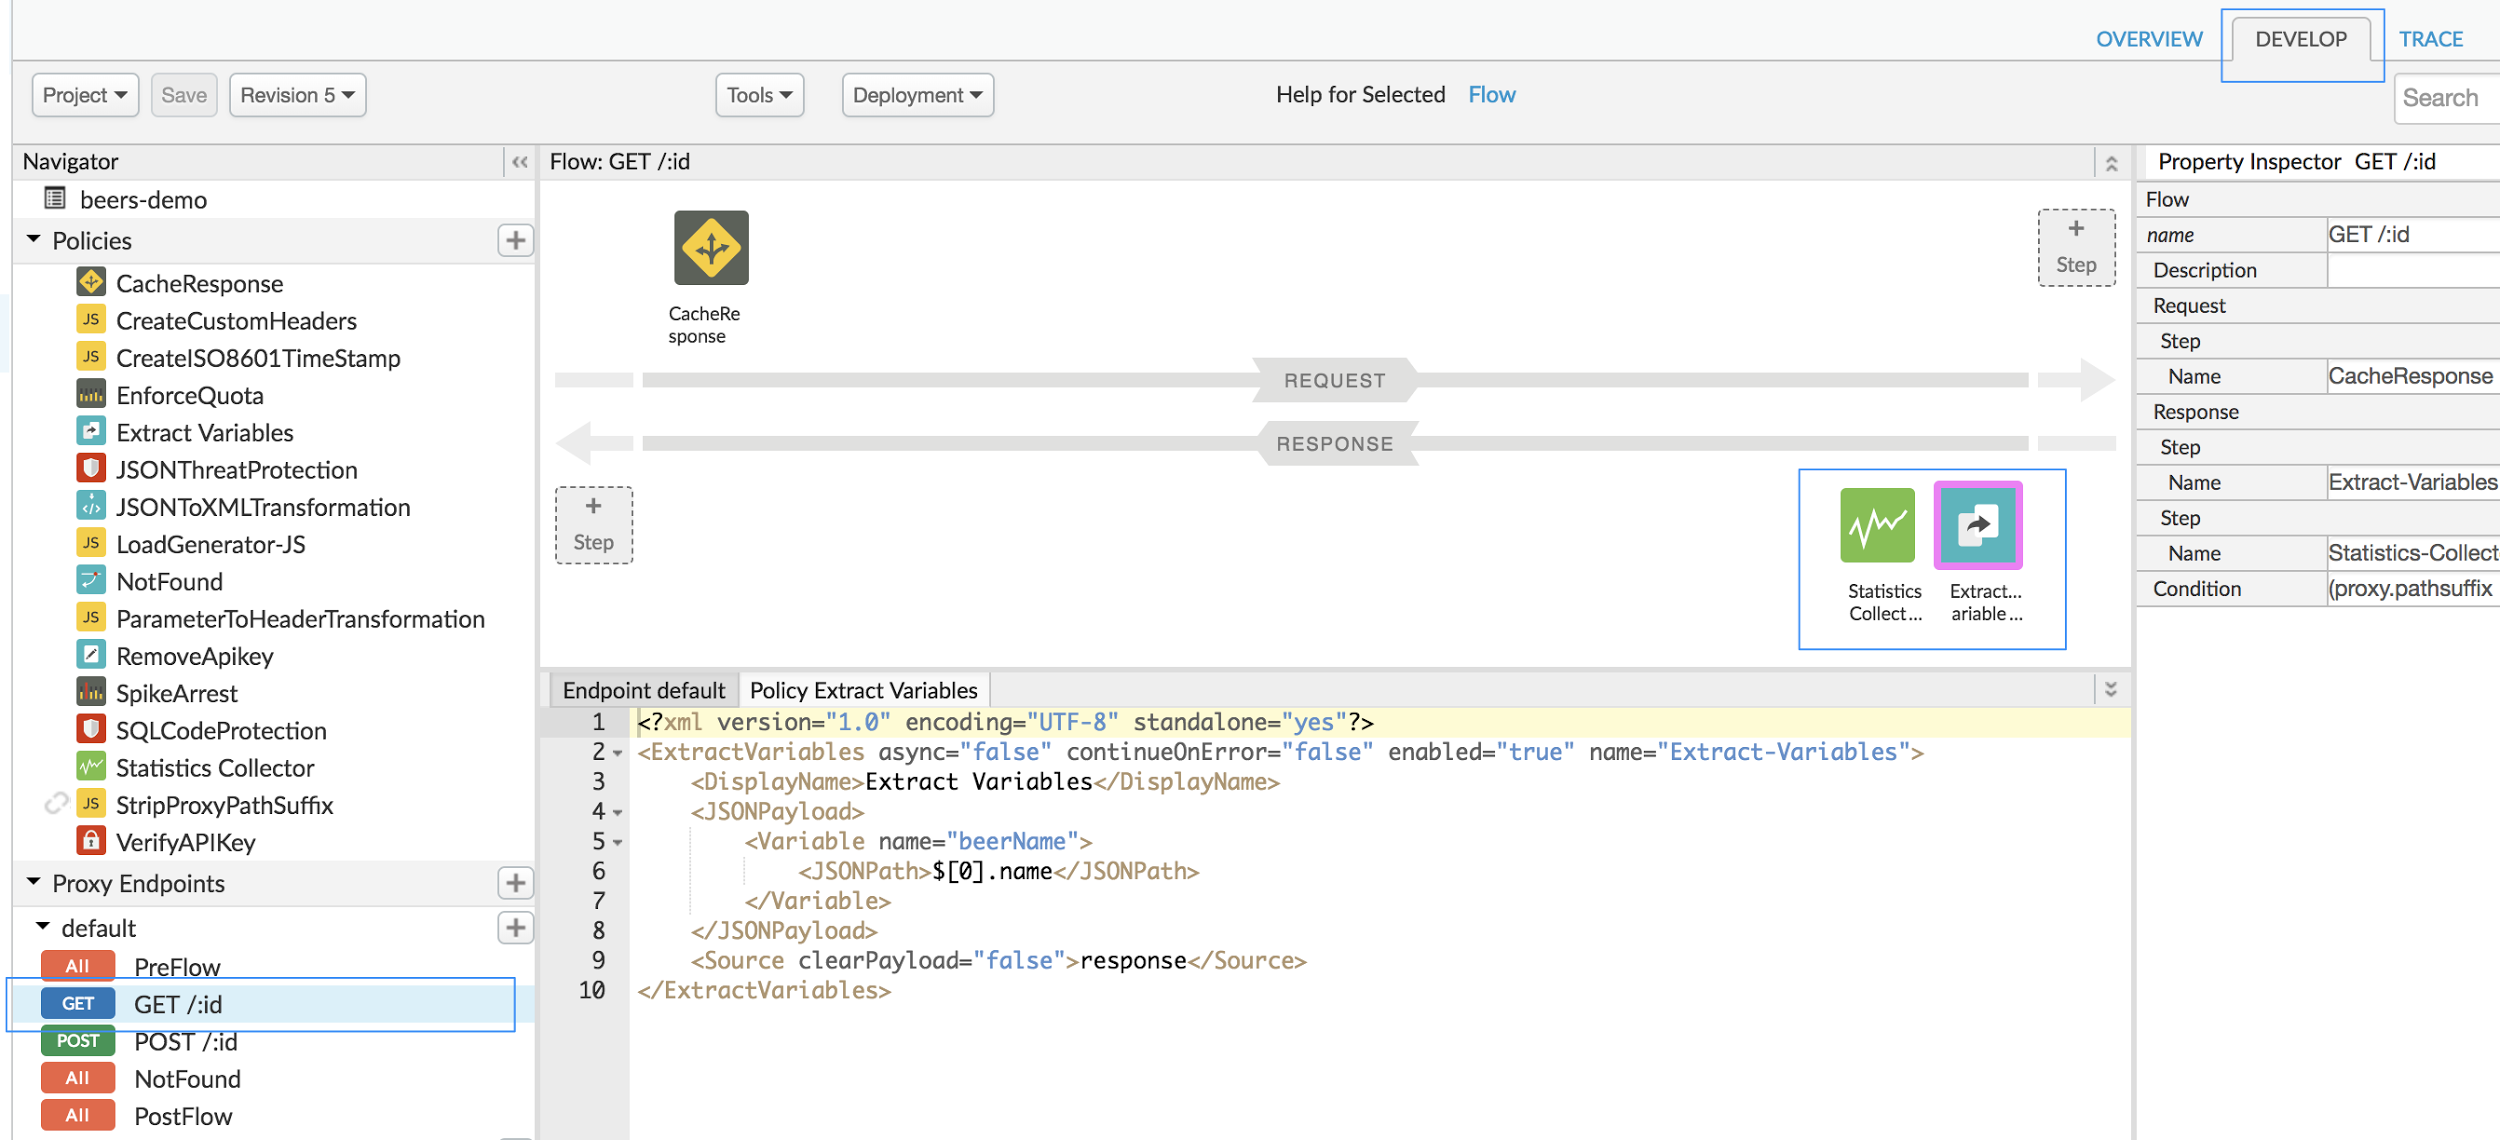 OVERVIEW DEVELOP TRACE
Project Save Revision 5 Tools Deployment Help for Selected Flow Search
Navigator
beers-demo
Policies
CacheResponse
CreateCustomHeaders
CreateISO8601TimeStamp
EnforceQuota
Extract Variables
JSONThreatProtection
JSONToXMLTransformation
LoadGenerator-JS
NotFound
ParameterToHeaderTransformation
RemoveApikey
SpikeArrest
SQLCodeProtection
Statistics Collector
StripProxyPathSuffix
VerifyAPIKey
JS
JS
JS
JS
JS
Proxy Endpoints
default
All PreFlow
GET GET /:id
POST POST /:id
All NotFound
All PostFlow
Flow: GET /:id
CacheRe
sponse
+
Step
REQUEST
RESPONSE
+
Step
Statistics
Collect ...
Extract...
ariable ...
Endpoint default Policy Extract Variables
1 <?xml version="1.0" encoding="UTF-8" standalone="yes"?>
2 <ExtractVariables async="false" continueOnError="false" enabled="true" name="Extract-Variables">
3 <DisplayName>Extract Variables</DisplayName>
4 <JSONPayload>
5 <Variable name="beerName">
6 <JSONPath>$[0].name</JSONPath>
7 </Variable>
8 </JSONPayload>
9 <Source clearPayload="false">response</Source>
10 </ExtractVariables>
Property Inspector GET /:id
Flow
name GET /:id
Description
Request
Step
Name CacheResponse
Response
Step
Name Extract-Variables
Step
Name Statistics-Collect
Condition (proxy.pathsuffix